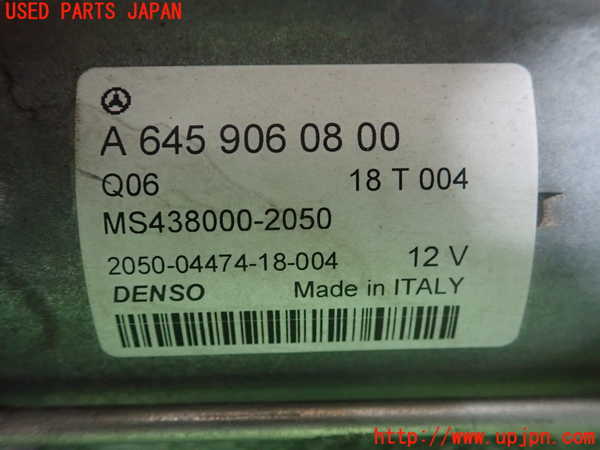 USED PARTS JAPAN
A 645 906 08 00
Q06 18 T 004
MS438000-2050
2050-04474-18-004 12 V
DENSO Made in ITALY
http://www.upjpn.com/